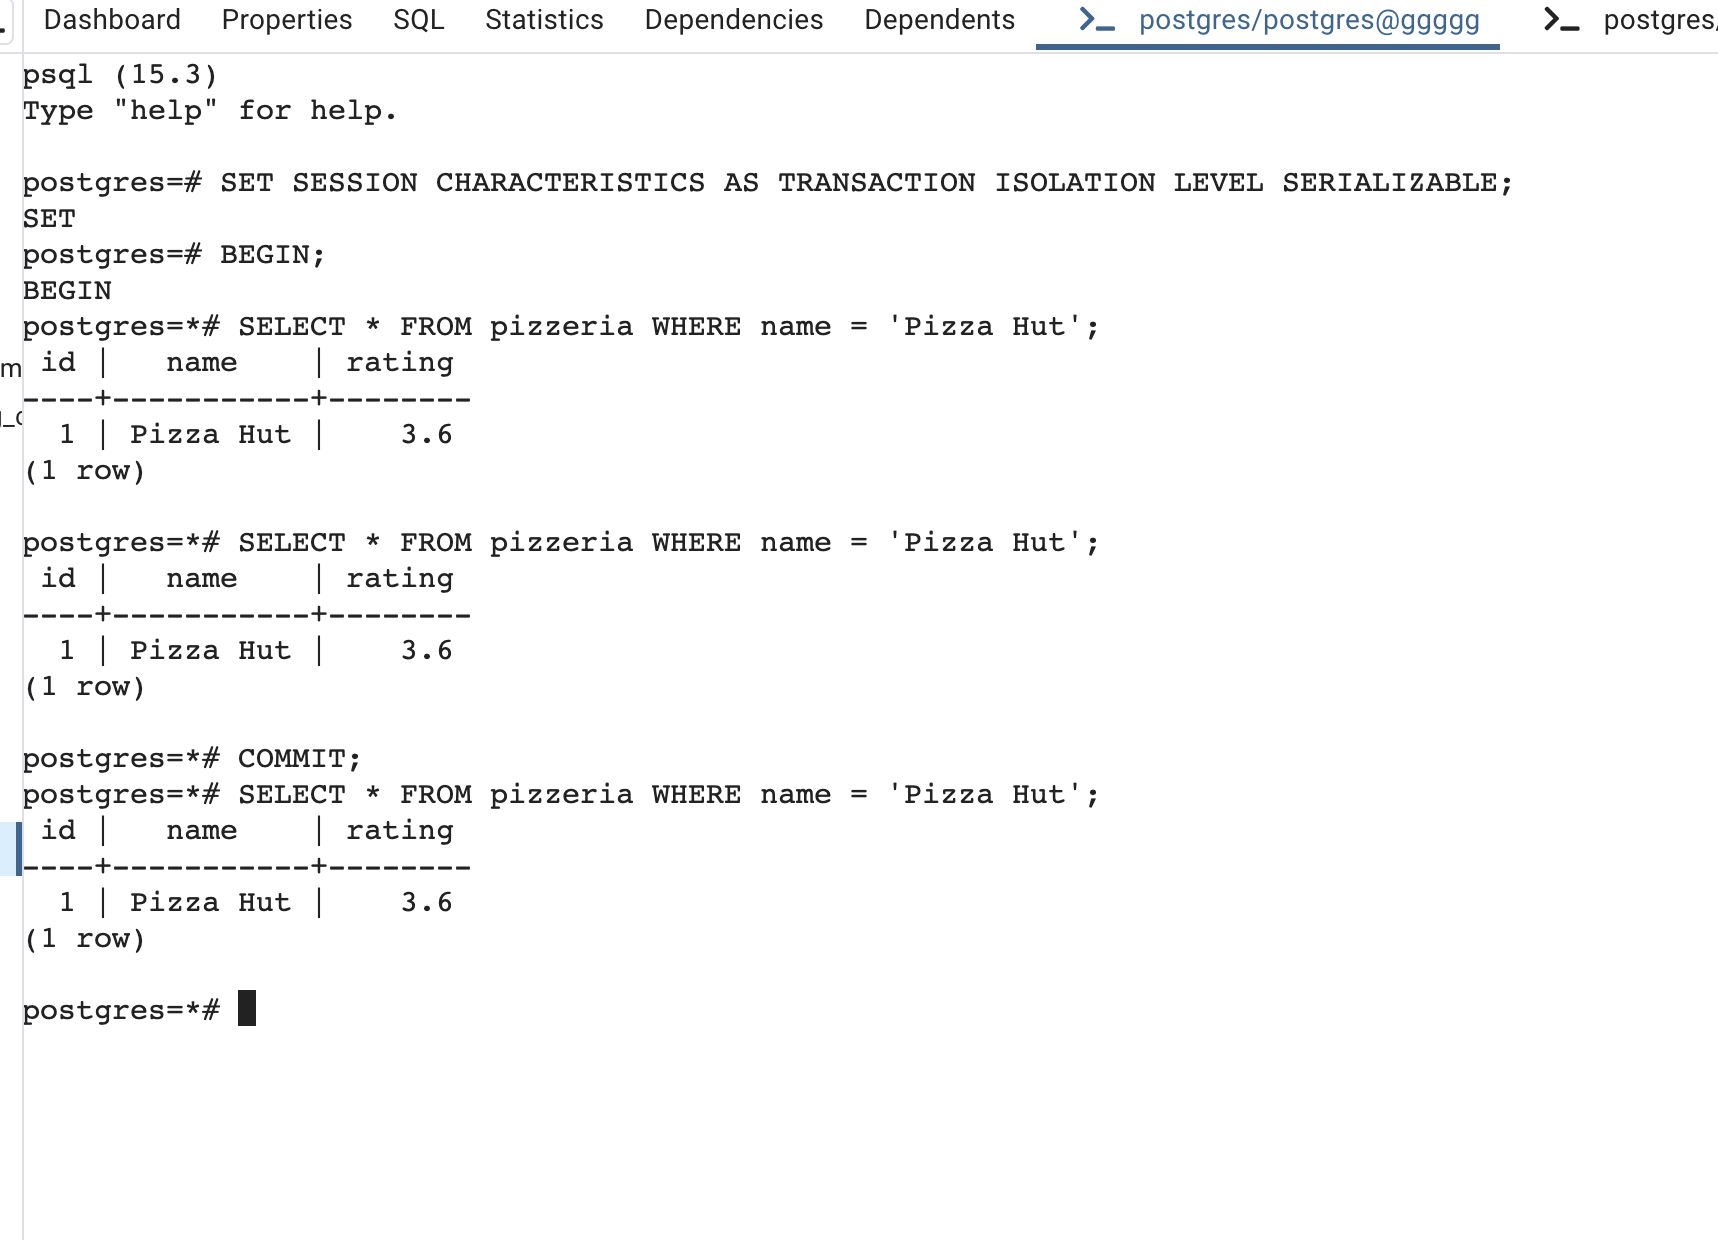 Dashboard Properties SQL Statistics Dependencies Dependents postgres/postgres@ggggg postgres/
psql (15.3)
Type "help" for help.
postgres=# SET SESSION CHARACTERISTICS AS TRANSACTION ISOLATION LEVEL SERIALIZABLE;
SET
postgres=# BEGIN;
BEGIN
postgres=*# SELECT * FROM pizzeria WHERE name = 'Pizza Hut';
 id |   name    | rating
----+-----------+--------
  1 | Pizza Hut |    3.6
(1 row)
postgres=*# SELECT * FROM pizzeria WHERE name = 'Pizza Hut';
 id |   name    | rating
----+-----------+--------
  1 | Pizza Hut |    3.6
(1 row)
postgres=*# COMMIT;
postgres=*# SELECT * FROM pizzeria WHERE name = 'Pizza Hut';
 id |   name    | rating
----+-----------+--------
  1 | Pizza Hut |    3.6
(1 row)
postgres=*#